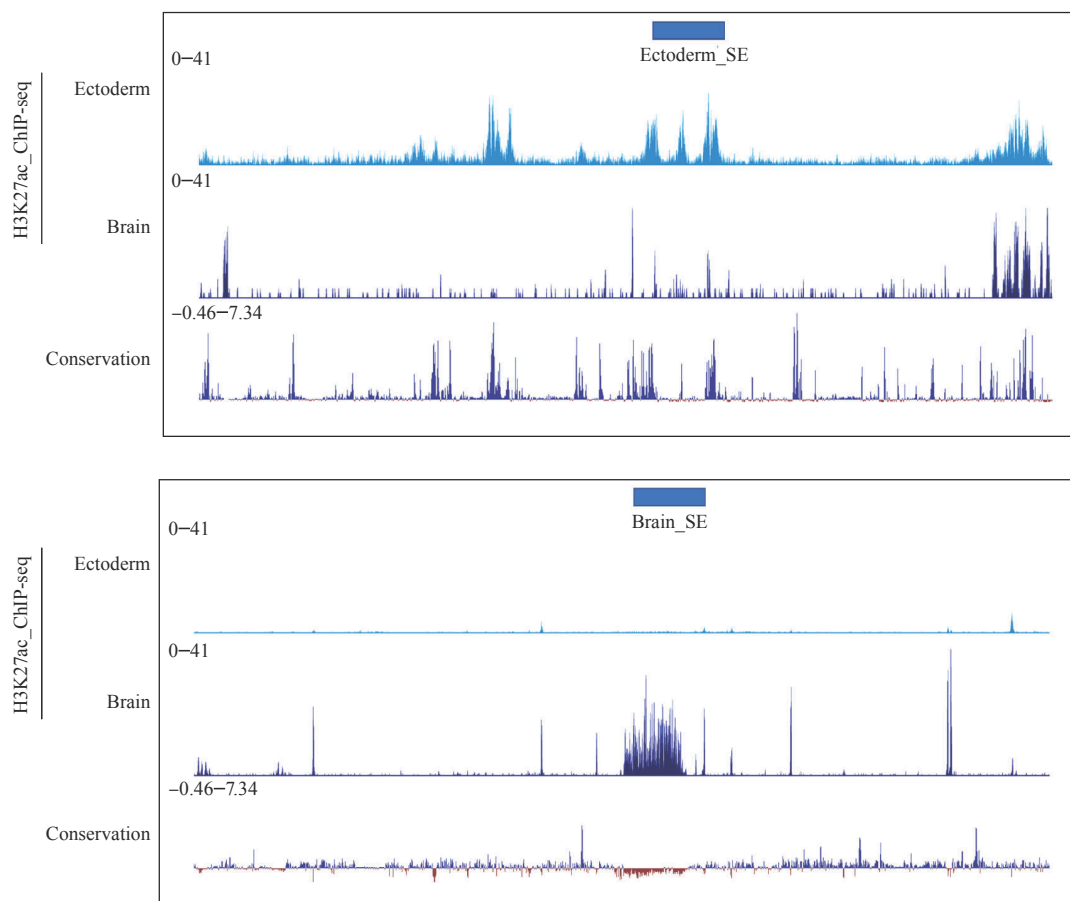 Ectoderm_SE
0–41
Ectoderm
H3K27ac_ChIP-seq
0–41
Brain
−0.46−7.34
Conservation
Brain_SE
0–41
Ectoderm
H3K27ac_ChIP-seq
0–41
Brain
−0.46−7.34
Conservation